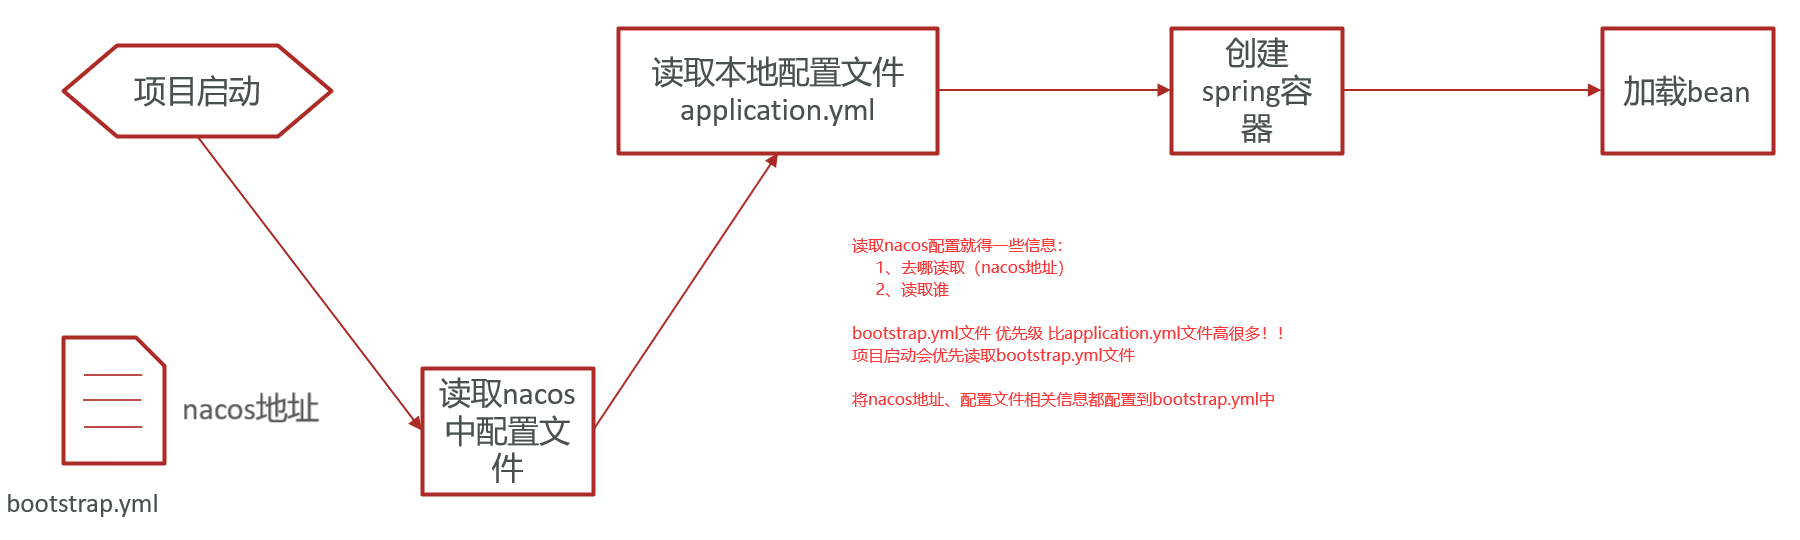 项目启动
读取本地配置文件
application.yml
创建
spring容
器
加载bean
读取nacos配置就得一些信息：
1、去哪读取（nacos地址）
2、读取谁
bootstrap.yml文件 优先级 比application.yml文件高很多！！
项目启动会优先读取bootstrap.yml文件
将nacos地址、配置文件相关信息都配置到bootstrap.yml中
nacos地址
bootstrap.yml
读取nacos
中配置文
件